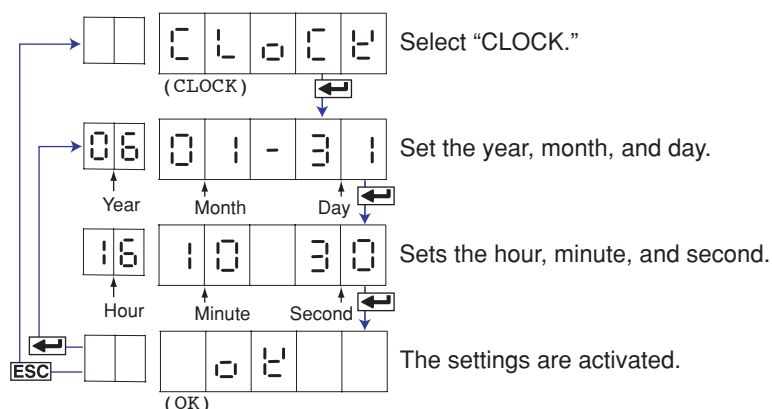 CLoCK Select “CLOCK.”
(CLOCK)
06 01-31 Set the year, month, and day.
Year Month Day
16 10 30 Sets the hour, minute, and second.
Hour Minute Second
ESC oK The settings are activated.
(OK)